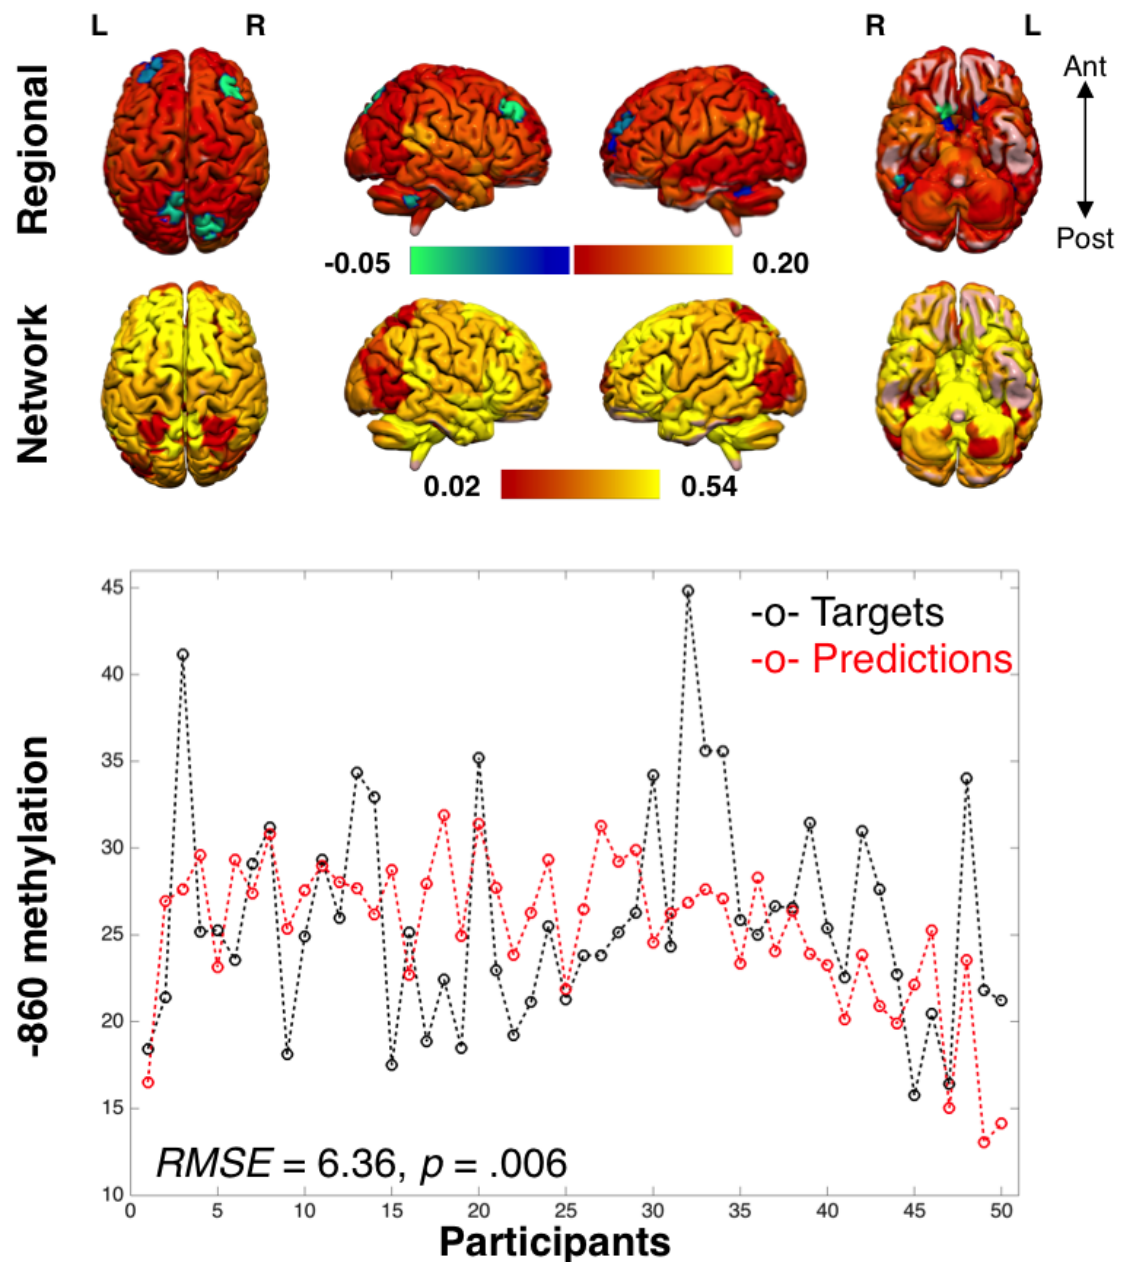 L R R L
Regional
Ant
Post
-0.05 0.20
Network
0.02 0.54
-860 methylation
45
40
35
30
25
20
15
10
-o- Targets
-o- Predictions
RMSE = 6.36, p = .006
0 5 10 15 20 25 30 35 40 45 50
Participants